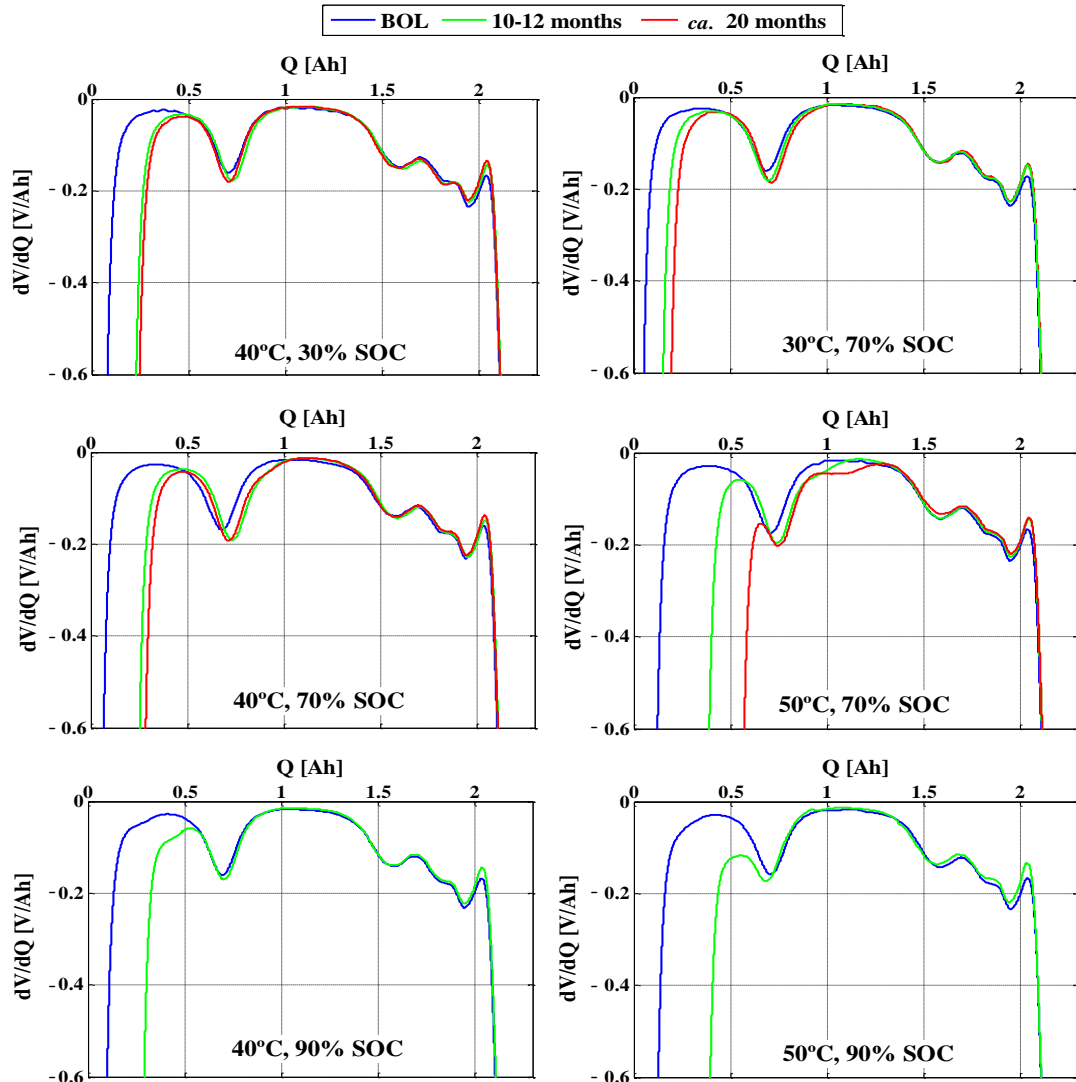 BOL 10-12 months ca. 20 months
Q [Ah] Q [Ah]
0 0.5 1 1.5 2 0 0.5 1 1.5 2
0 0
- 0.2 - 0.2
- 0.4 - 0.4
- 0.6 - 0.6
dV/dQ [V/Ah] dV/dQ [V/Ah]
40ºC, 30% SOC 30ºC, 70% SOC
Q [Ah] Q [Ah]
0 0.5 1 1.5 2 0 0.5 1 1.5 2
0 0
- 0.2 - 0.2
- 0.4 - 0.4
- 0.6 - 0.6
dV/dQ [V/Ah] dV/dQ [V/Ah]
40ºC, 70% SOC 50ºC, 70% SOC
Q [Ah] Q [Ah]
0 0.5 1 1.5 2 0 0.5 1 1.5 2
0 0
- 0.2 - 0.2
- 0.4 - 0.4
- 0.6 - 0.6
dV/dQ [V/Ah] dV/dQ [V/Ah]
40ºC, 90% SOC 50ºC, 90% SOC